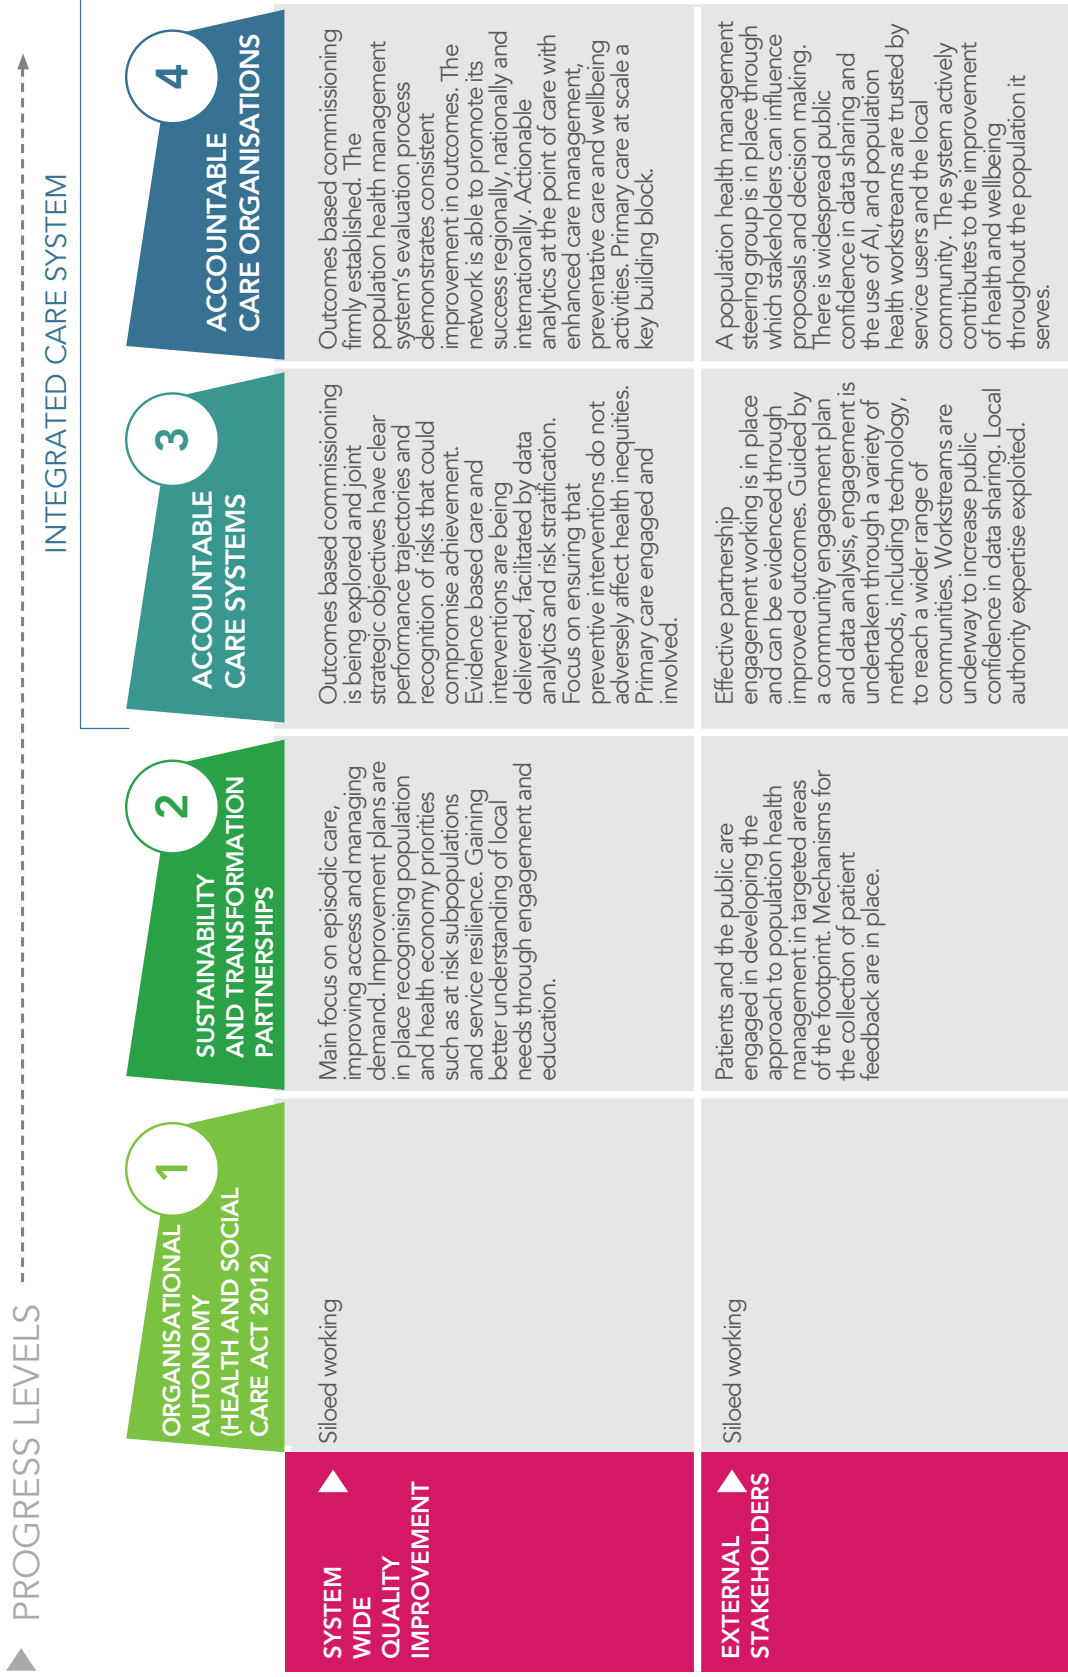 PROGRESS LEVELS
INTEGRATED CARE SYSTEM
1
ORGANISATIONAL
AUTONOMY
(HEALTH AND SOCIAL
CARE ACT 2012)
2
SUSTAINABILITY
AND TRANSFORMATION
PARTNERSHIPS
3
ACCOUNTABLE
CARE SYSTEMS
4
ACCOUNTABLE
CARE ORGANISATIONS
SYSTEM
WIDE
QUALITY
IMPROVEMENT
Siloed working
Main focus on episodic care,
improving access and managing
demand. Improvement plans are
in place recognising population
and health economy priorities
such as at risk subpopulations
and service resilience. Gaining
better understanding of local
needs through engagement and
education.
Outcomes based commissioning
is being explored and joint
strategic objectives have clear
performance trajectories and
recognition of risks that could
compromise achievement.
Evidence based care and
interventions are being
delivered, facilitated by data
analytics and risk stratification.
Focus on ensuring that
preventive interventions do not
adversely affect health inequities.
Primary care engaged and
involved.
Outcomes based commissioning
firmly established. The
population health management
system's evaluation process
demonstrates consistent
improvement in outcomes. The
network is able to promote its
success regionally, nationally and
internationally. Actionable
analytics at the point of care with
enhanced care management,
preventative care and wellbeing
activities. Primary care at scale a
key building block.
EXTERNAL
STAKEHOLDERS
Siloed working
Patients and the public are
engaged in developing the
approach to population health
management in targeted areas
of the footprint. Mechanisms for
the collection of patient
feedback are in place.
Effective partnership
engagement working is in place
and can be evidenced through
improved outcomes. Guided by
a community engagement plan
and data analysis, engagement is
undertaken through a variety of
methods, including technology,
to reach a wider range of
communities. Workstreams are
underway to increase public
confidence in data sharing. Local
authority expertise exploited.
A population health management
steering group is in place through
which stakeholders can influence
proposals and decision making.
There is widespread public
confidence in data sharing and
the use of AI, and population
health workstreams are trusted by
service users and the local
community. The system actively
contributes to the improvement
of health and wellbeing
throughout the population it
serves.